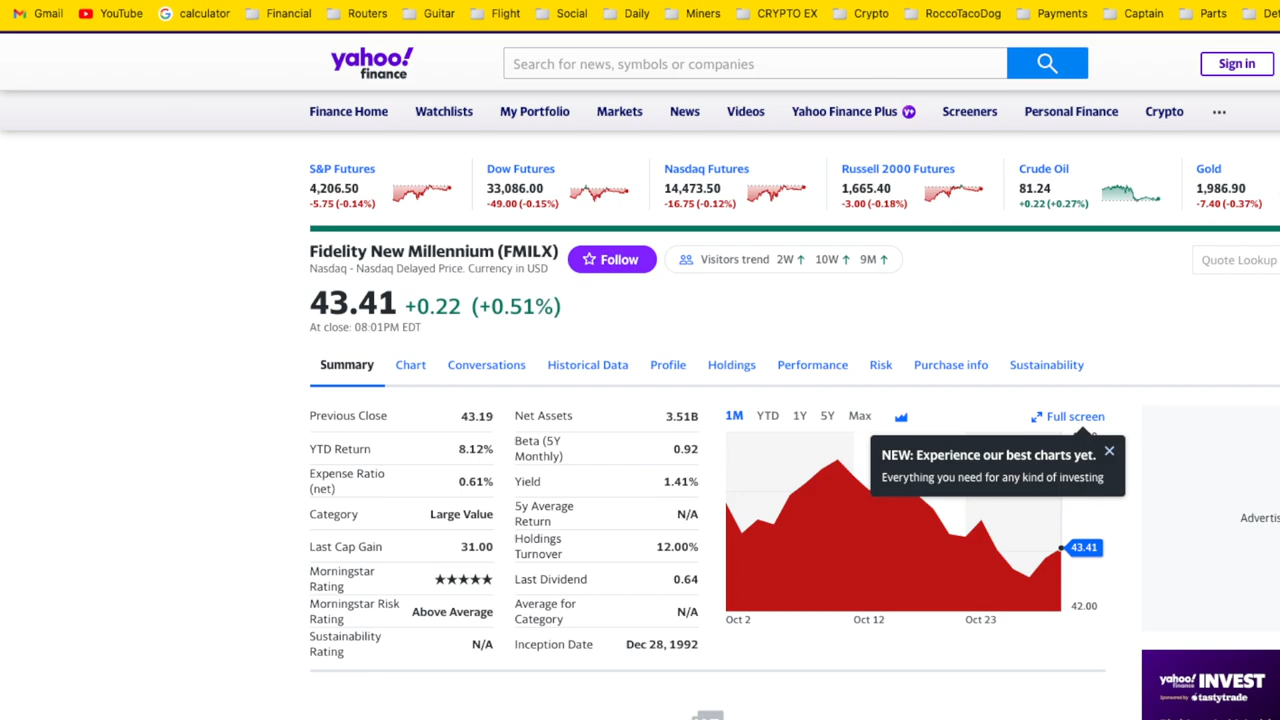 Gmail YouTube calculator Financial Routers Guitar Flight Social Daily Miners CRYPTO EX Crypto RoccoTacoDog Payments Captain Parts
yahoo!
finance
Search for news, symbols or companies
Sign in
Finance Home Watchlists My Portfolio Markets News Videos Yahoo Finance Plus Y+ Screeners Personal Finance Crypto ...
S&P Futures Dow Futures Nasdaq Futures Russell 2000 Futures Crude Oil Gold
4,206.50 33,086.00 14,473.50 1,665.40 81.24 1,986.90
-5.75 (-0.14%) -49.00 (-0.15%) -16.75 (-0.12%) -3.00 (-0.18%) +0.22 (+0.27%) -7.40 (-0.37%)
Fidelity New Millennium (FMILX)
Nasdaq - Nasdaq Delayed Price. Currency in USD
Follow
Visitors trend 2W↑ 10W↑ 9M↑
Quote Lookup
43.41 +0.22 (+0.51%)
At close: 08:01PM EDT
Summary Chart Conversations Historical Data Profile Holdings Performance Risk Purchase info Sustainability
Previous Close 43.19
YTD Return 8.12%
Expense Ratio
(net) 0.61%
Category Large Value
Last Cap Gain 31.00
Morningstar
Rating ★★★★★
Morningstar Risk
Rating Above Average
Sustainability
Rating N/A
Net Assets 3.51B
Beta (5Y
Monthly) 0.92
Yield 1.41%
5y Average
Return N/A
Holdings
Turnover 12.00%
Last Dividend 0.64
Average for
Category N/A
Inception Date Dec 28, 1992
1M YTD 1Y 5Y Max
Full screen
NEW: Experience our best charts yet.
Everything you need for any kind of investing
43.41
42.00
Oct 2 Oct 12 Oct 23
yahoo!
finance INVEST
Sponsored by tastytrade